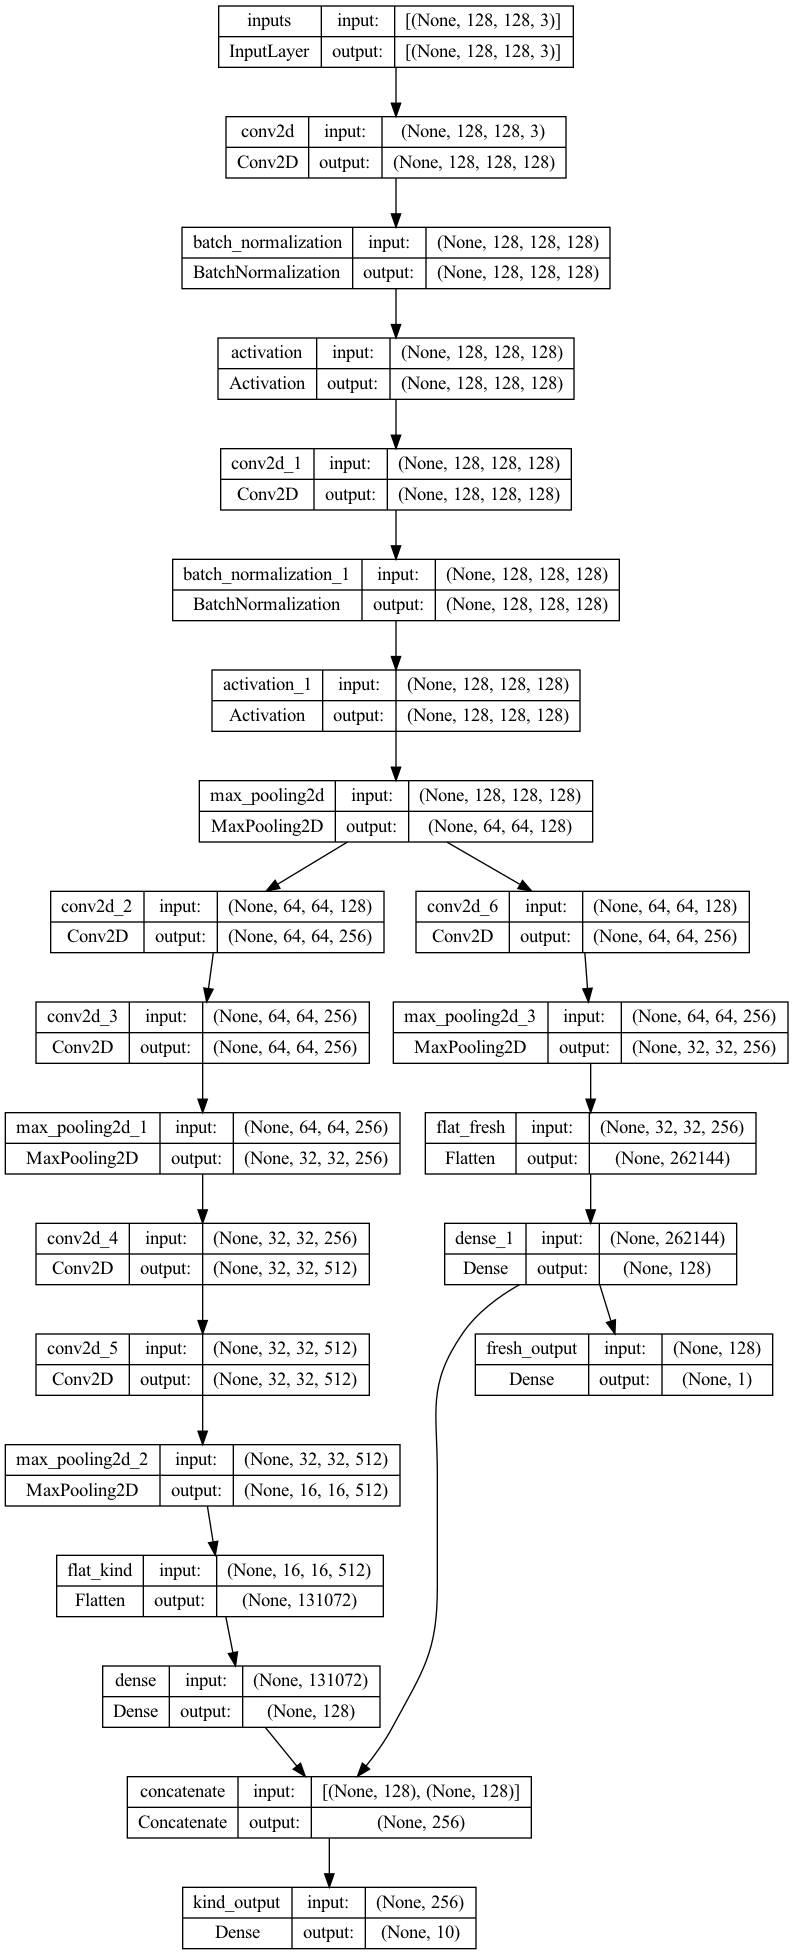 inputs input: [(None, 128, 128, 3)]
InputLayer output: [(None, 128, 128, 3)]
conv2d input: (None, 128, 128, 3)
Conv2D output: (None, 128, 128, 128)
batch_normalization input: (None, 128, 128, 128)
BatchNormalization output: (None, 128, 128, 128)
activation input: (None, 128, 128, 128)
Activation output: (None, 128, 128, 128)
conv2d_1 input: (None, 128, 128, 128)
Conv2D output: (None, 128, 128, 128)
batch_normalization_1 input: (None, 128, 128, 128)
BatchNormalization output: (None, 128, 128, 128)
activation_1 input: (None, 128, 128, 128)
Activation output: (None, 128, 128, 128)
max_pooling2d input: (None, 128, 128, 128)
MaxPooling2D output: (None, 64, 64, 128)
conv2d_2 input: (None, 64, 64, 128)
Conv2D output: (None, 64, 64, 256)
conv2d_6 input: (None, 64, 64, 128)
Conv2D output: (None, 64, 64, 256)
conv2d_3 input: (None, 64, 64, 256)
Conv2D output: (None, 64, 64, 256)
max_pooling2d_3 input: (None, 64, 64, 256)
MaxPooling2D output: (None, 32, 32, 256)
max_pooling2d_1 input: (None, 64, 64, 256)
MaxPooling2D output: (None, 32, 32, 256)
flat_fresh input: (None, 32, 32, 256)
Flatten output: (None, 262144)
conv2d_4 input: (None, 32, 32, 256)
Conv2D output: (None, 32, 32, 512)
dense_1 input: (None, 262144)
Dense output: (None, 128)
conv2d_5 input: (None, 32, 32, 512)
Conv2D output: (None, 32, 32, 512)
fresh_output input: (None, 128)
Dense output: (None, 1)
max_pooling2d_2 input: (None, 32, 32, 512)
MaxPooling2D output: (None, 16, 16, 512)
flat_kind input: (None, 16, 16, 512)
Flatten output: (None, 131072)
dense input: (None, 131072)
Dense output: (None, 128)
concatenate input: [(None, 128), (None, 128)]
Concatenate output: (None, 256)
kind_output input: (None, 256)
Dense output: (None, 10)